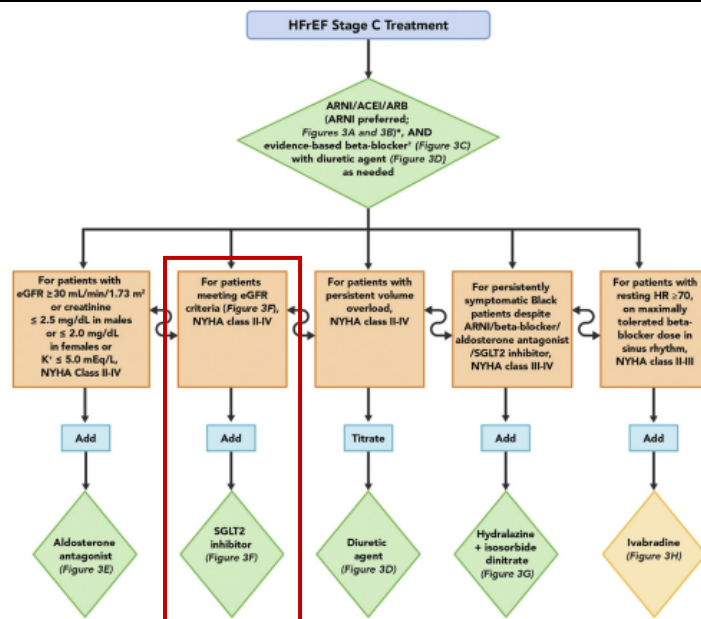 HFrEF Stage C Treatment
ARNI/ACEI/ARB
(ARNI preferred;
Figures 3A and 3B)*, AND
evidence-based beta-blocker† (Figure 3C)
with diuretic agent (Figure 3D)
as needed
For patients with
eGFR ≥30 mL/min/1.73 m²
or creatinine
≤ 2.5 mg/dL in males
or ≤ 2.0 mg/dL
in females or
K⁺ ≤ 5.0 mEq/L,
NYHA Class II-IV
For patients
meeting eGFR
criteria (Figure 3F),
NYHA class II-IV
For patients with
persistent volume
overload,
NYHA class II-IV
For persistently
symptomatic Black
patients despite
ARNI/beta-blocker/
aldosterone antagonist
/SGLT2 inhibitor,
NYHA class III-IV
For patients with
resting HR ≥70,
on maximally
tolerated beta-
blocker dose in
sinus rhythm,
NYHA class II-III
Add
Add
Titrate
Add
Add
Aldosterone
antagonist
(Figure 3E)
SGLT2
inhibitor
(Figure 3F)
Diuretic
agent
(Figure 3D)
Hydralazine
+ isosorbide
dinitrate
(Figure 3G)
Ivabradine
(Figure 3H)